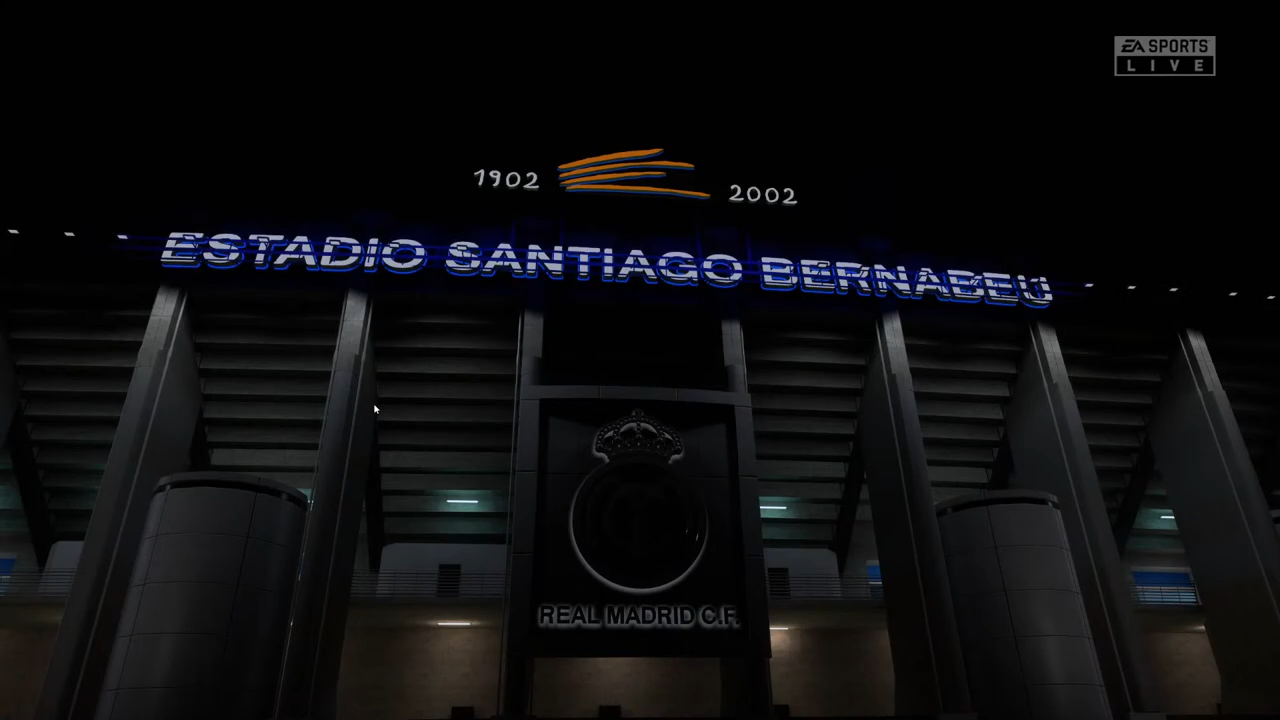 EA SPORTS
LIVE
1902 2002
ESTADIO SANTIAGO BERNABEU
REAL MADRID C.F.